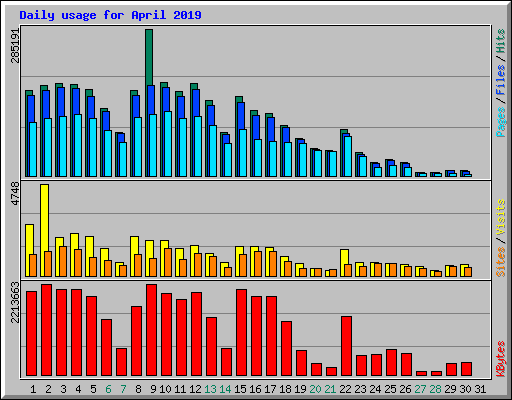 Daily usage for April 2019
285191
Pages / Files / Hits
4748
Sites / Visits
2213663
KBytes
1 2 3 4 5 6 7 8 9 10 11 12 13 14 15 16 17 18 19 20 21 22 23 24 25 26 27 28 29 30 31